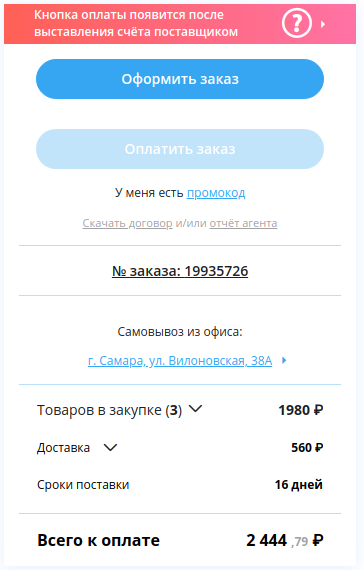 Кнопка оплаты появится после
выставления счёта поставщиком
?
Оформить заказ
Оплатить заказ
У меня есть промокод
Скачать договор и/или отчёт агента
№ заказа: 19935726
Самовывоз из офиса:
г. Самара, ул. Вилоновская, 38А
Товаров в закупке (3) 1980 ₽
Доставка 560 ₽
Сроки поставки 16 дней
Всего к оплате 2 444 ,79 ₽